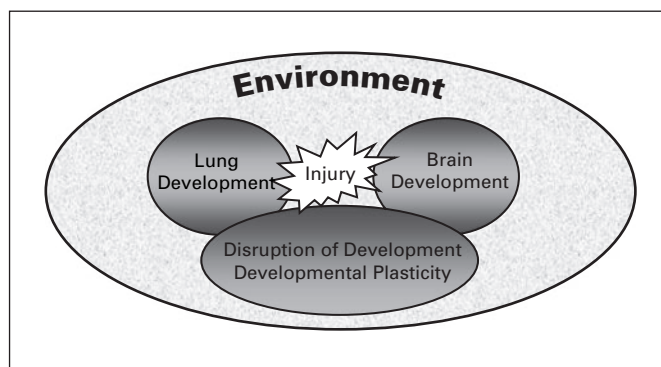 Environment
Lung
Development
Injury
Brain
Development
Disruption of Development
Developmental Plasticity